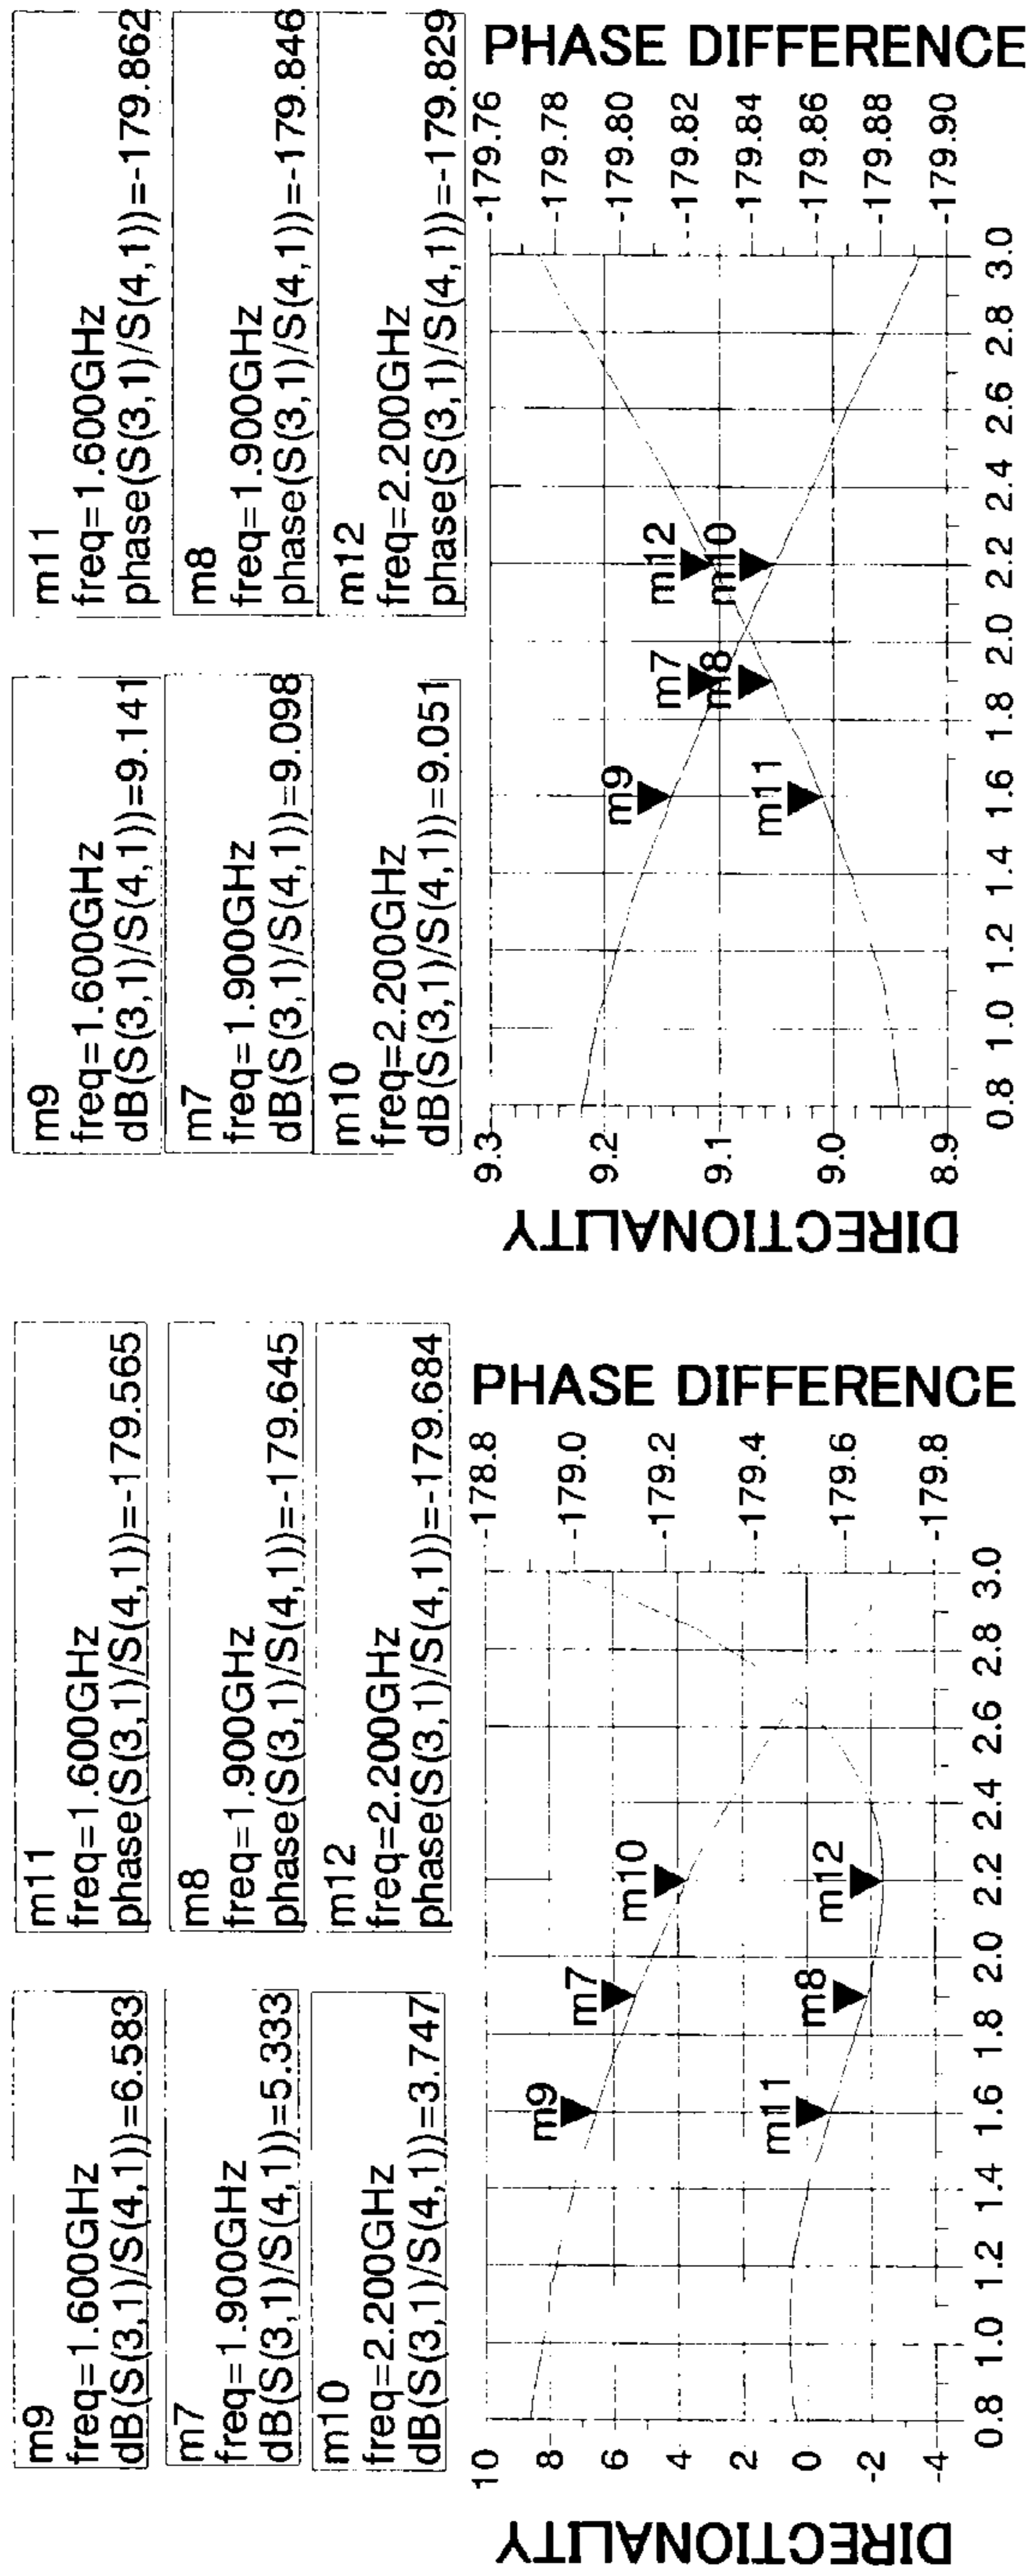 m9
freq=1.600GHz
dB(S(3,1)/S(4,1))=6.583
m7
freq=1.900GHz
dB(S(3,1)/S(4,1))=5.333
m10
freq=2.200GHz
dB(S(3,1)/S(4,1))=3.747
m11
freq=1.600GHz
phase(S(3,1)/S(4,1))=-179.565
m8
freq=1.900GHz
phase(S(3,1)/S(4,1))=-179.645
m12
freq=2.200GHz
phase(S(3,1)/S(4,1))=-179.684
DIRECTIONALITY
10
8
6
4
2
0
-2
-4
m9
m7
m10
m11
m8
m12
0.8 1.0 1.2 1.4 1.6 1.8 2.0 2.2 2.4 2.6 2.8 3.0
-178.8
-179.0
-179.2
-179.4
-179.6
-179.8
PHASE DIFFERENCE
m9
freq=1.600GHz
dB(S(3,1)/S(4,1))=9.141
m7
freq=1.900GHz
dB(S(3,1)/S(4,1))=9.098
m10
freq=2.200GHz
dB(S(3,1)/S(4,1))=9.051
m11
freq=1.600GHz
phase(S(3,1)/S(4,1))=-179.862
m8
freq=1.900GHz
phase(S(3,1)/S(4,1))=-179.846
m12
freq=2.200GHz
phase(S(3,1)/S(4,1))=-179.829
DIRECTIONALITY
9.3
9.2
9.1
9.0
8.9
m9
m7
m12
m8
m10
m11
0.8 1.0 1.2 1.4 1.6 1.8 2.0 2.2 2.4 2.6 2.8 3.0
-179.76
-179.78
-179.80
-179.82
-179.84
-179.86
-179.88
-179.90
PHASE DIFFERENCE